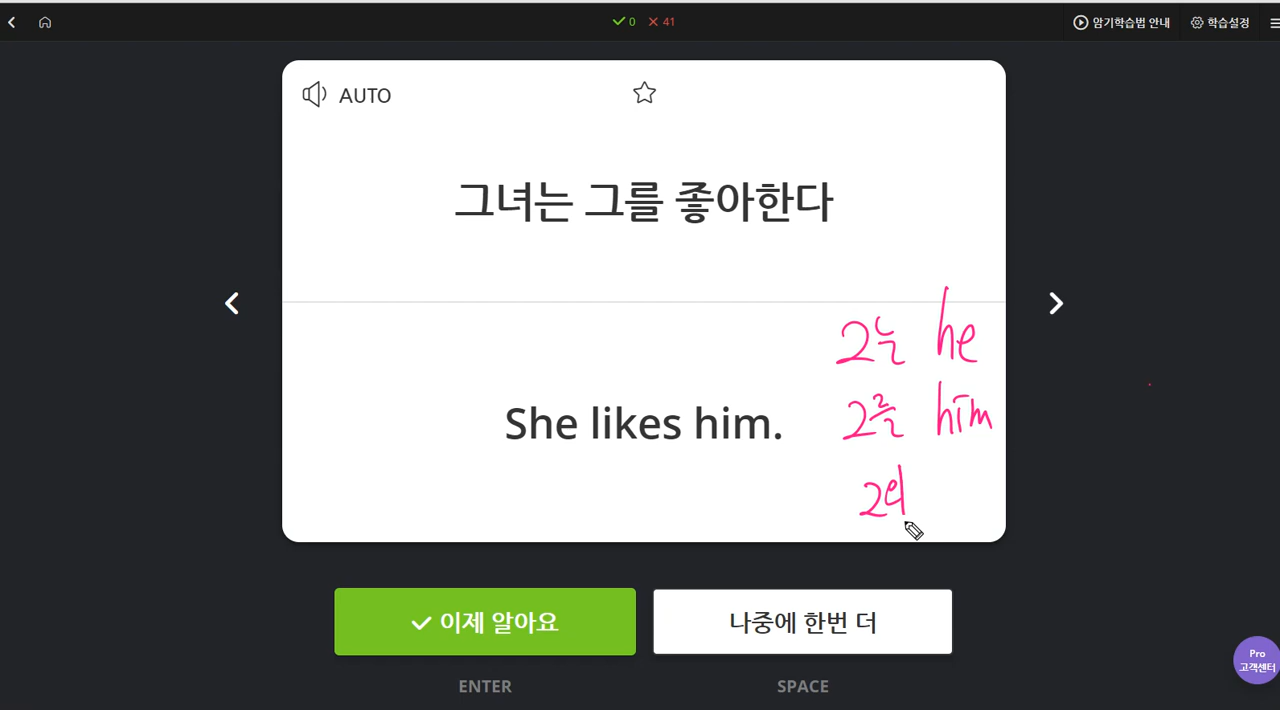 0 41 암기학습법 안내 학습설정
AUTO
그녀는 그를 좋아한다
그는 he
She likes him.
그를 him
그의
이제 알아요 나중에 한번 더
ENTER SPACE
Pro
고객센터